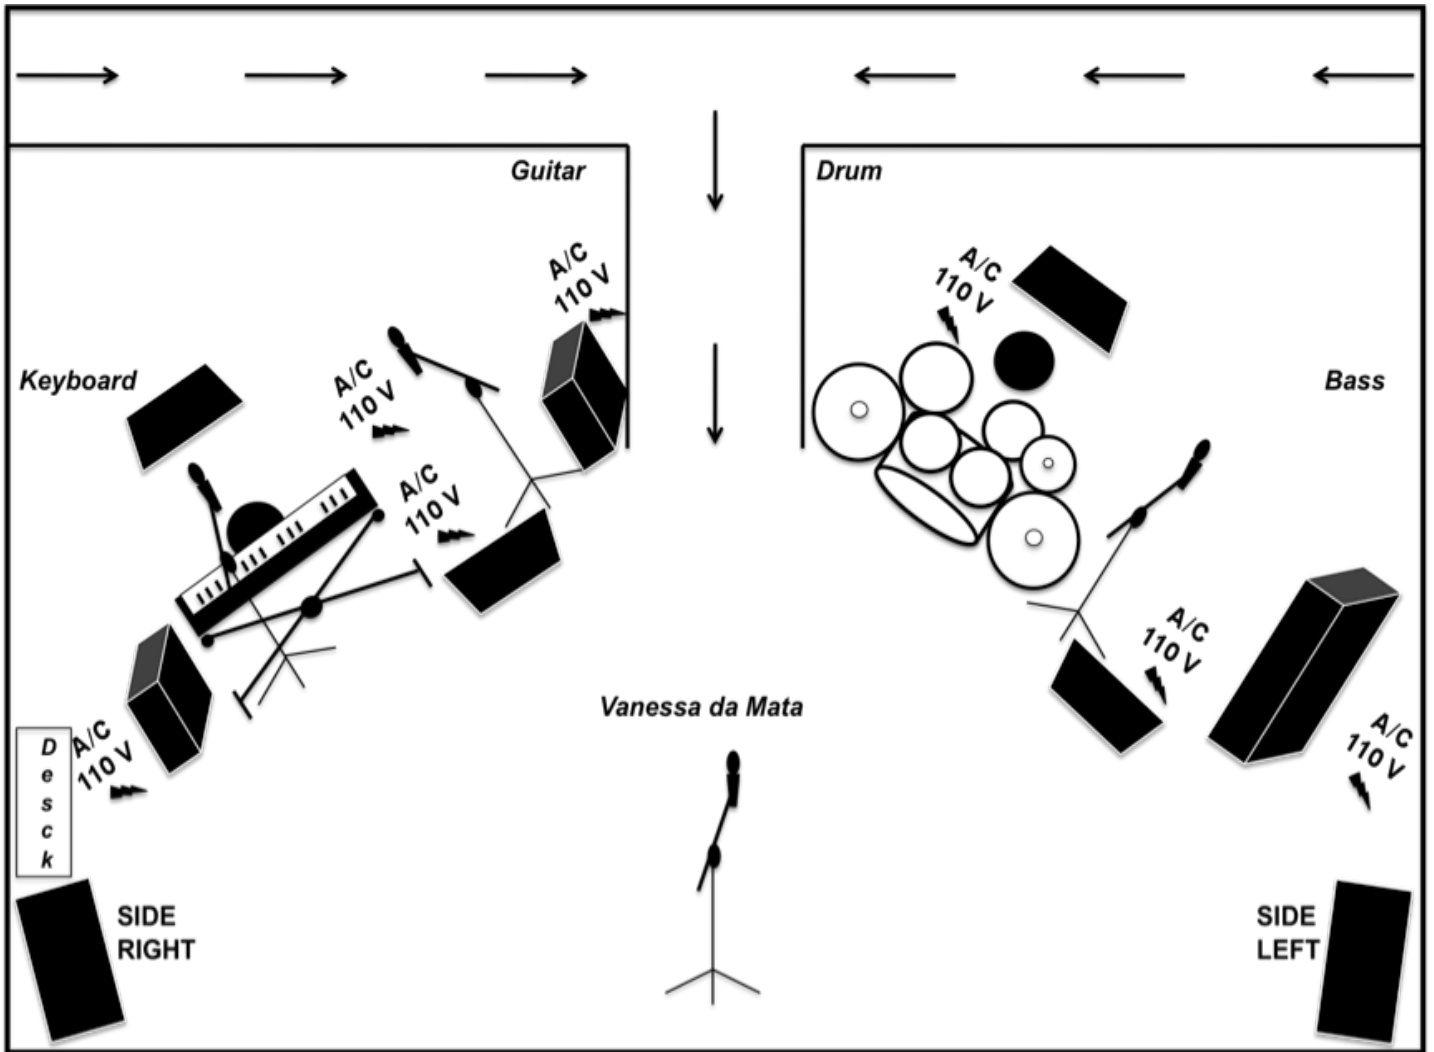 Guitar
Drum
A/C
110 V
A/C
110 V
Keyboard
A/C
110 V
Bass
A/C
110 V
A/C
110 V
Vanessa da Mata
A/C
110 V
A/C
110 V
D
e
s
c
k
SIDE
RIGHT
SIDE
LEFT